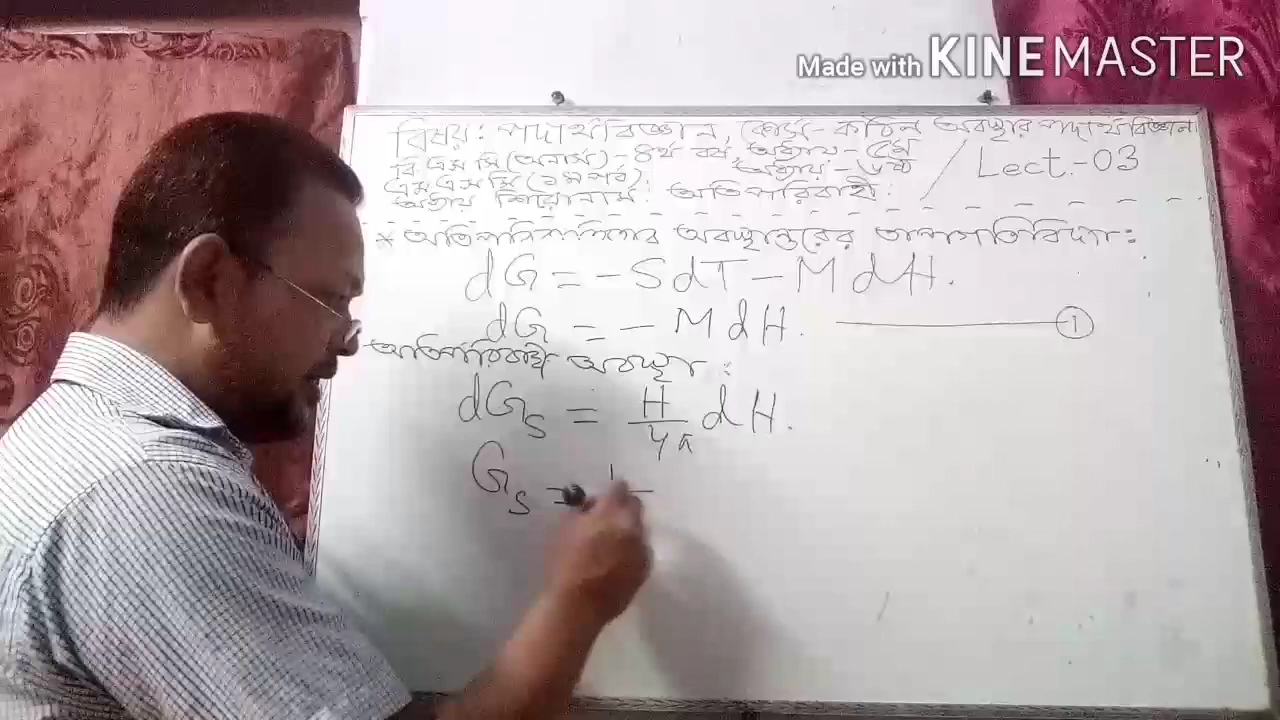 Made with KINEMASTER
বিষয়: পদার্থবিজ্ঞান, কোর্স - কঠিন অবস্থার পদার্থবিজ্ঞান
বি এস সি (অনার্স) - ৪র্থ বর্ষ, অধ্যায় - ৫ম
এম এস সি (১ম পর্ব) অধ্যায় - ৬ষ্ঠ
Lect.-03
অধ্যায় শিরোনাম: অতিপরিবাহী
* অতিপরিবাহিতার অবস্থান্তরের তাপগতিবিদ্যা:
dG = -SdT - MdH.
dG = - MdH. ①
অতিপরিবাহী অবস্থা:
dG_S = H/4π dH.
G_S = 1